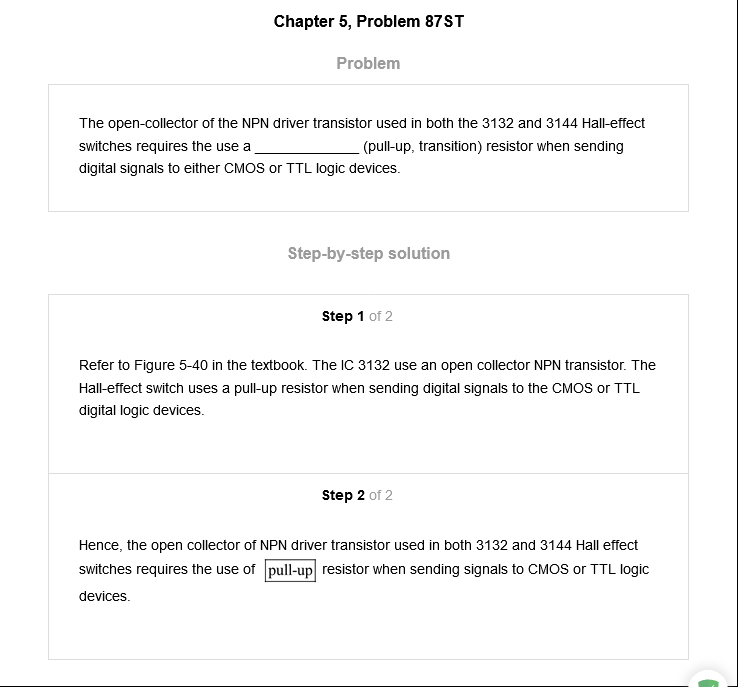 Chapter 5, Problem 87ST
Problem
The open-collector of the NPN driver transistor used in both the 3132 and 3144 Hall-effect
switches requires the use a ______________ (pull-up, transition) resistor when sending
digital signals to either CMOS or TTL logic devices.
Step-by-step solution
Step 1 of 2
Refer to Figure 5-40 in the textbook. The IC 3132 use an open collector NPN transistor. The
Hall-effect switch uses a pull-up resistor when sending digital signals to the CMOS or TTL
digital logic devices.
Step 2 of 2
Hence, the open collector of NPN driver transistor used in both 3132 and 3144 Hall effect
switches requires the use of pull-up resistor when sending signals to CMOS or TTL logic
devices.